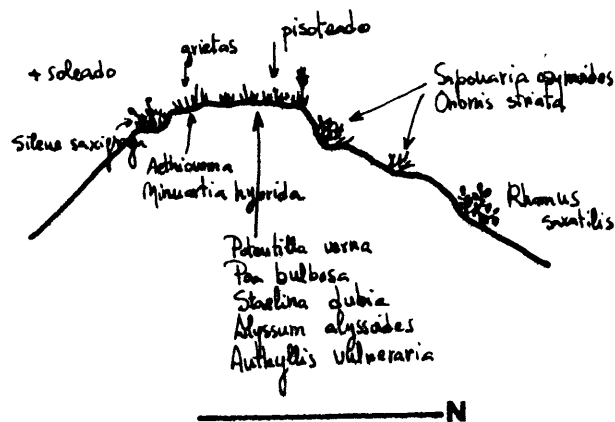 pisoteado
grietas
+ soleado
Saponaria ocymoides
Ononis striata
Silene saxifraga
Aethionema
Minuartia hybrida
Rhamnus
saxatilis
Potentilla verna
Poa bulbosa
Staelina dubia
Alyssum alyssoides
Anthyllis vulneraria
N